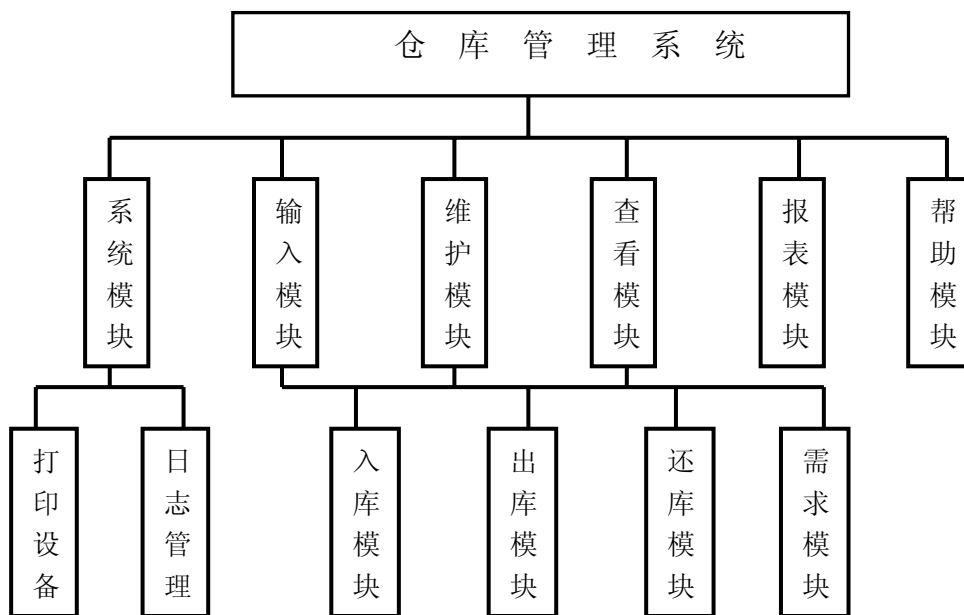 仓库管理系统
系统模块
输入模块
维护模块
查看模块
报表模块
帮助模块
打印设备
日志管理
入库模块
出库模块
还库模块
需求模块